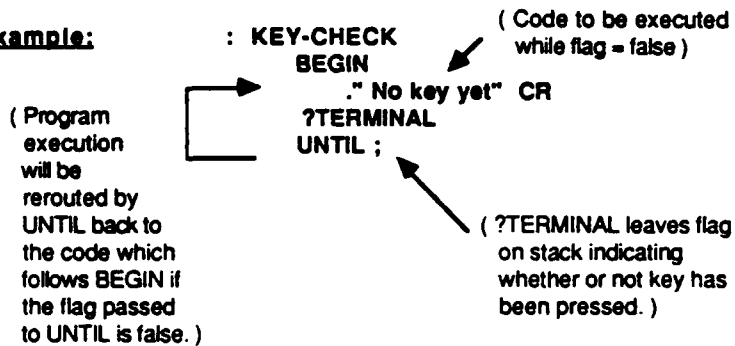 xample:
: KEY-CHECK
BEGIN
." No key yet" CR
?TERMINAL
UNTIL ;
( Code to be executed
while flag = false )
( Program
execution
will be
rerouted by
UNTIL back to
the code which
follows BEGIN if
the flag passed
to UNTIL is false. )
( ?TERMINAL leaves flag
on stack indicating
whether or not key has
been pressed. )